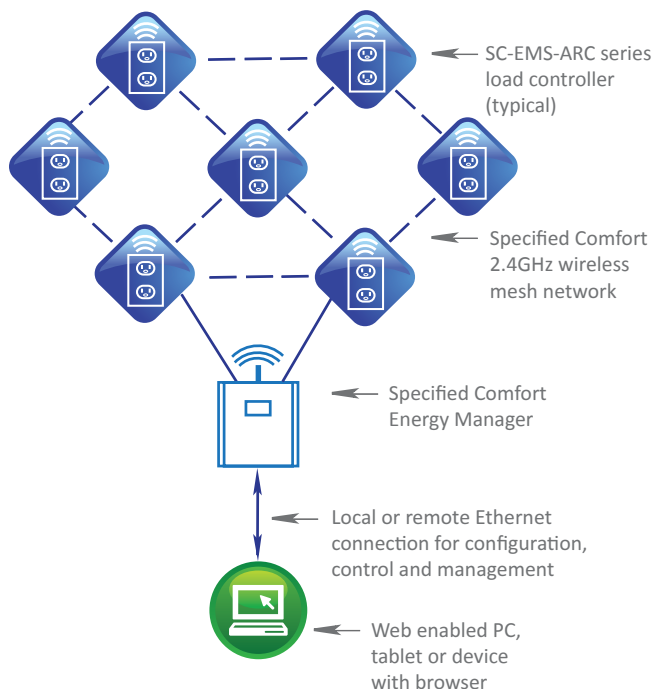 SC-EMS-ARC series
load controller
(typical)
Specified Comfort
2.4GHz wireless
mesh network
Specified Comfort
Energy Manager
Local or remote Ethernet
connection for configuration,
control and management
Web enabled PC,
tablet or device
with browser